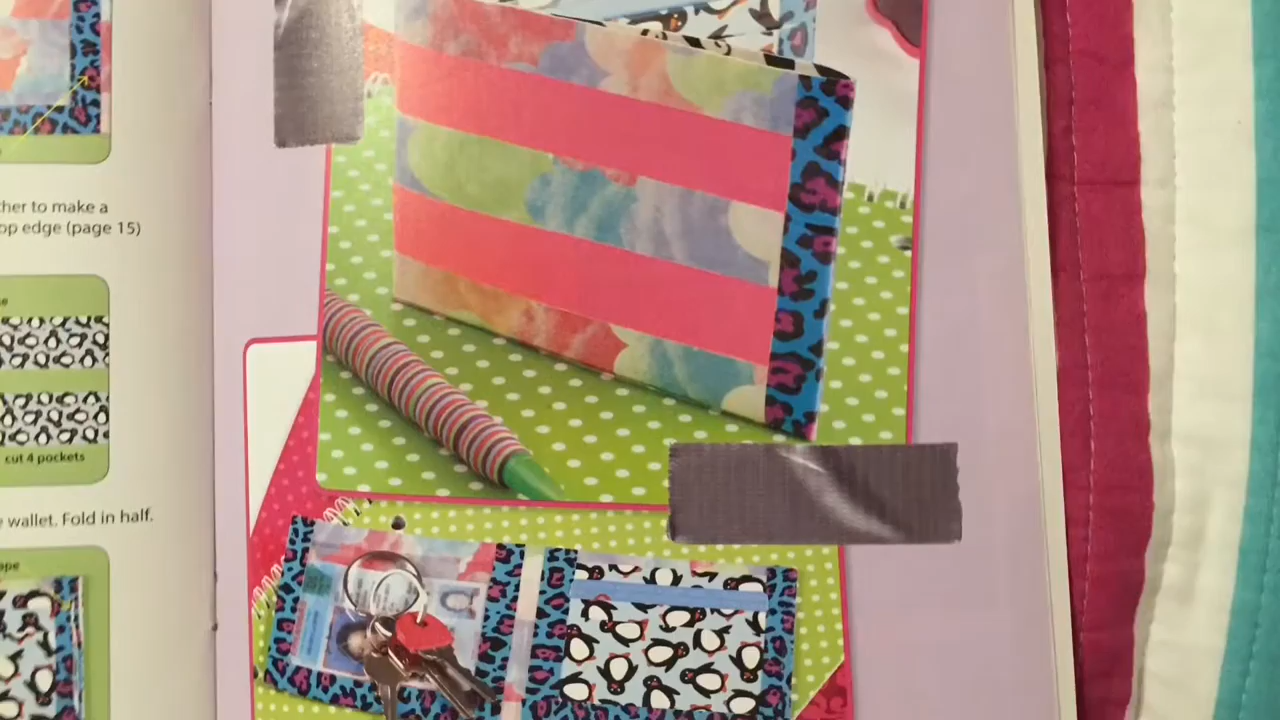 ther to make a
op edge (page 15)
cut 4 pockets
e wallet. Fold in half.
ape